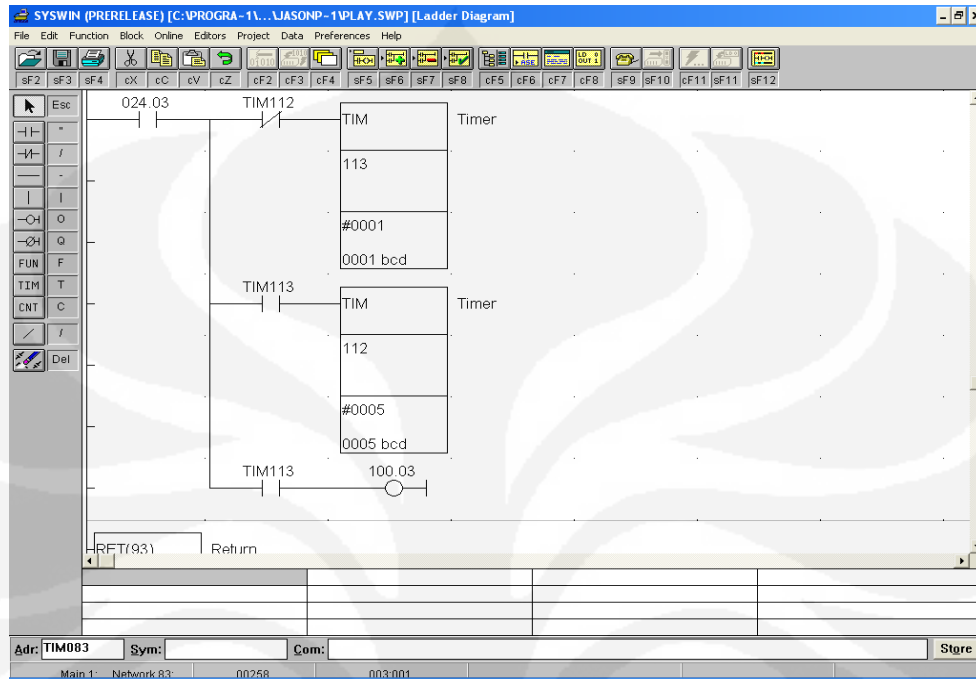 SYSWIN (PRERELEASE) [C:\PROGRA~1\...\JASONP~1\PLAY.SWP] [Ladder Diagram]
File Edit Function Block Online Editors Project Data Preferences Help
sF2 sF3 sF4 cX cC cV cZ cF2 cF3 cF4 sF5 sF6 sF7 sF8 cF5 cF6 cF7 cF8 sF9 sF10 cF11 sF11 sF12
Esc
"
/
-
|
O
Q
FUN F
TIM T
CNT C
/
Del
024.03 TIM112
TIM Timer
113
#0001
0001 bcd
TIM113
TIM Timer
112
#0005
0005 bcd
TIM113 100.03
RET(93) Return
Adr: TIM083 Sym: Com: Store
Main 1: Network 83: 00258 003:001